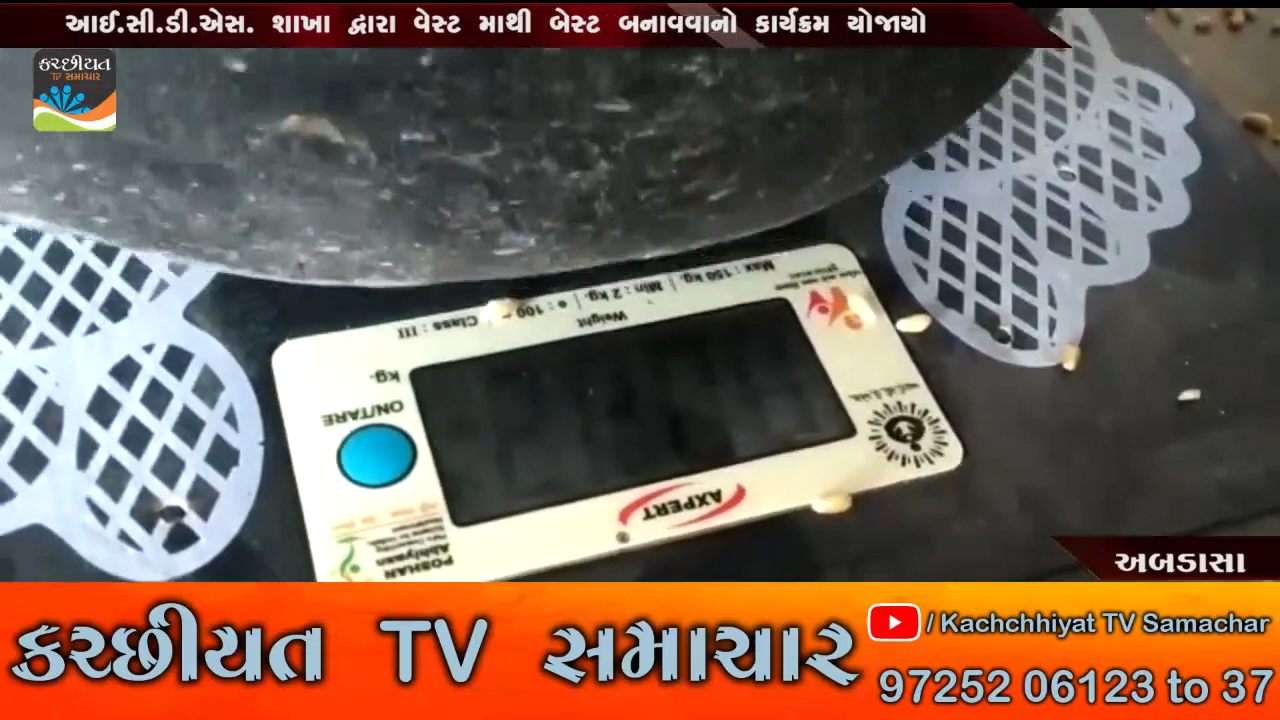 આઈ.સી.ડી.એસ. શાખા દ્વારા વેસ્ટ માથી બેસ્ટ બનાવવાનો કાર્યક્રમ યોજાયો
કચ્છીયત
TV સમાચાર
Max : 150 kg. | Min : 2 kg. | e : 100 | Class : III
Weight
kg.
ON/TARE
AXPERT
POSHAN
Abhiyaan
અબડાસા
કચ્છીયત TV સમાચાર
/ Kachchhiyat TV Samachar
97252 06123 to 37